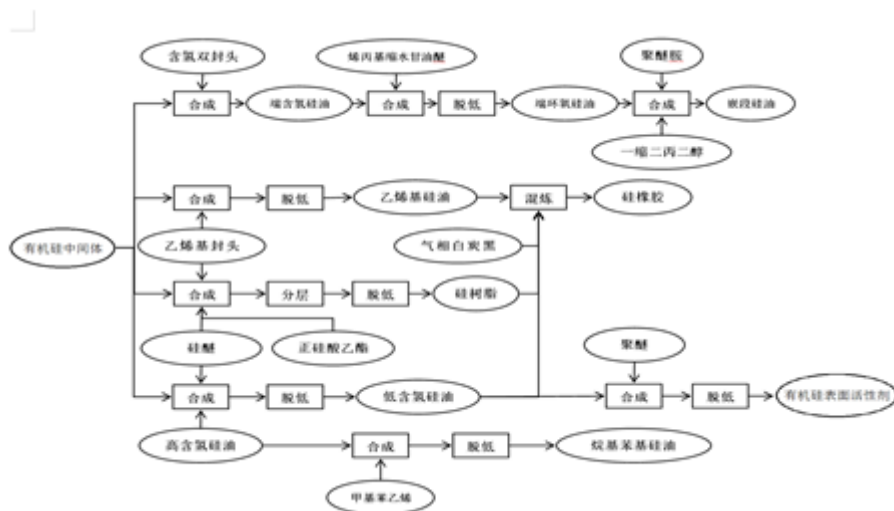 含氢双封头
烯丙基缩水甘油醚
聚醚胺
合成
端含氢硅油
合成
脱低
端环氧硅油
合成
嵌段硅油
一缩二丙二醇
合成
脱低
乙烯基硅油
混炼
硅橡胶
有机硅中间体
乙烯基封头
气相白炭黑
合成
分层
脱低
硅树脂
硅醚
正硅酸乙酯
聚醚
合成
脱低
低含氢硅油
合成
脱低
有机硅表面活性剂
高含氢硅油
合成
脱低
烷基苯基硅油
甲基苯乙烯